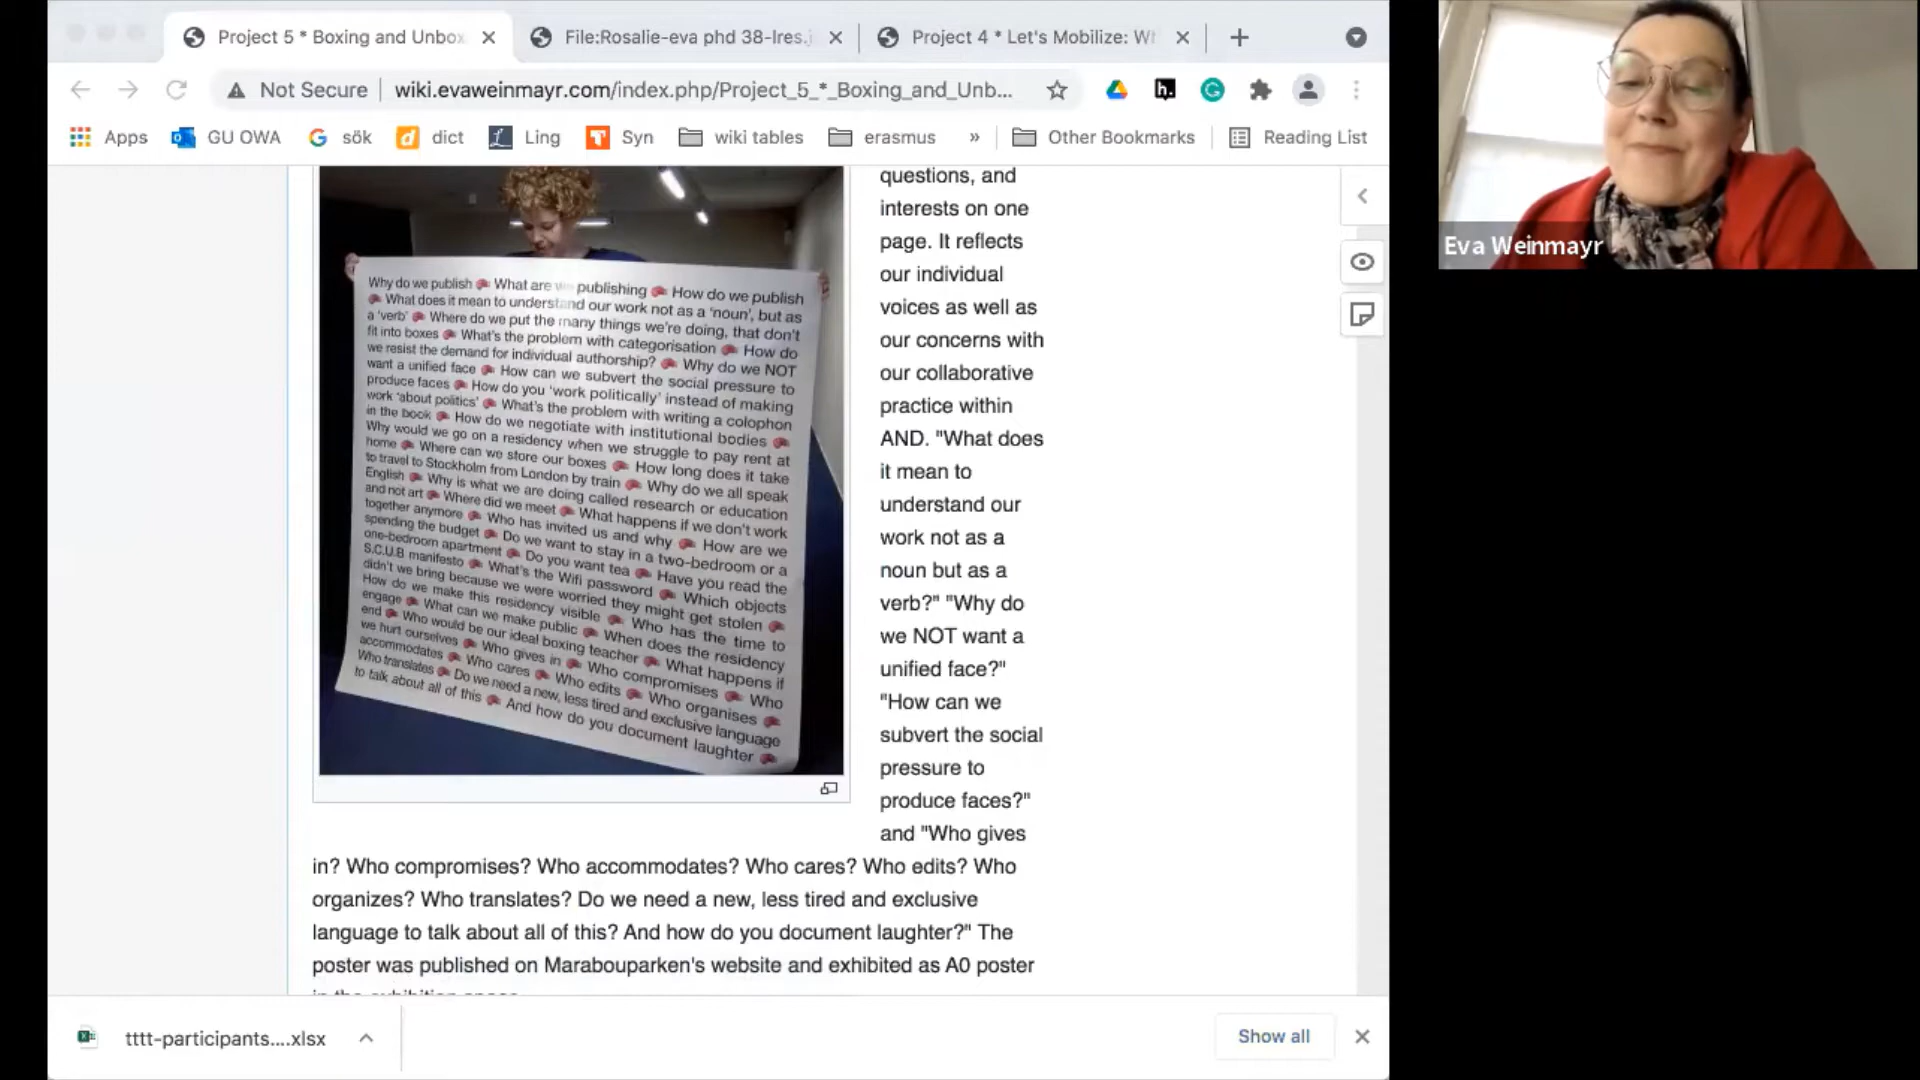 Project 5 * Boxing and Unbox
File:Rosalie-eva phd 38-lres.j
Project 4 * Let's Mobilize: Wh
Not Secure
wiki.evaweinmayr.com/index.php/Project_5_*_Boxing_and_Unb...
Apps
GU OWA
sök
dict
Ling
Syn
wiki tables
erasmus
»
Other Bookmarks
Reading List
Eva Weinmayr
Why do we publish What are we publishing How do we publish
What does it mean to understand our work not as a 'noun', but as
a 'verb' Where do we put the many things we're doing, that don't
fit into boxes What's the problem with categorisation How do
we resist the demand for individual authorship? Why do we NOT
want a unified face How can we subvert the social pressure to
produce faces How do you 'work politically' instead of making
work 'about politics' What's the problem with writing a colophon
in the book How do we negotiate with institutional bodies
Why would we go on a residency when we struggle to pay rent at
home Where can we store our boxes How long does it take
to travel to Stockholm from London by train Why do we all speak
English Why is what we are doing called research or education
and not art Where did we meet What happens if we don't work
together anymore Who has invited us and why How are we
spending the budget Do we want to stay in a two-bedroom or a
one-bedroom apartment Do you want tea Have you read the
S.C.U.B manifesto What's the Wifi password Which objects
didn't we bring because we were worried they might get stolen
How do we make this residency visible Who has the time to
engage What can we make public When does the residency
end Who would be our ideal boxing teacher What happens if
we hurt ourselves Who gives in Who compromises Who
accommodates Who cares Who edits Who organises
Who translates Do we need a new, less tired and exclusive language
to talk about all of this And how do you document laughter
questions, and
interests on one
page. It reflects
our individual
voices as well as
our concerns with
our collaborative
practice within
AND. "What does
it mean to
understand our
work not as a
noun but as a
verb?" "Why do
we NOT want a
unified face?"
"How can we
subvert the social
pressure to
produce faces?"
and "Who gives
in? Who compromises? Who accommodates? Who cares? Who edits? Who
organizes? Who translates? Do we need a new, less tired and exclusive
language to talk about all of this? And how do you document laughter?" The
poster was published on Marabouparken's website and exhibited as A0 poster
in the exhibition space
tttt-participants....xlsx
Show all